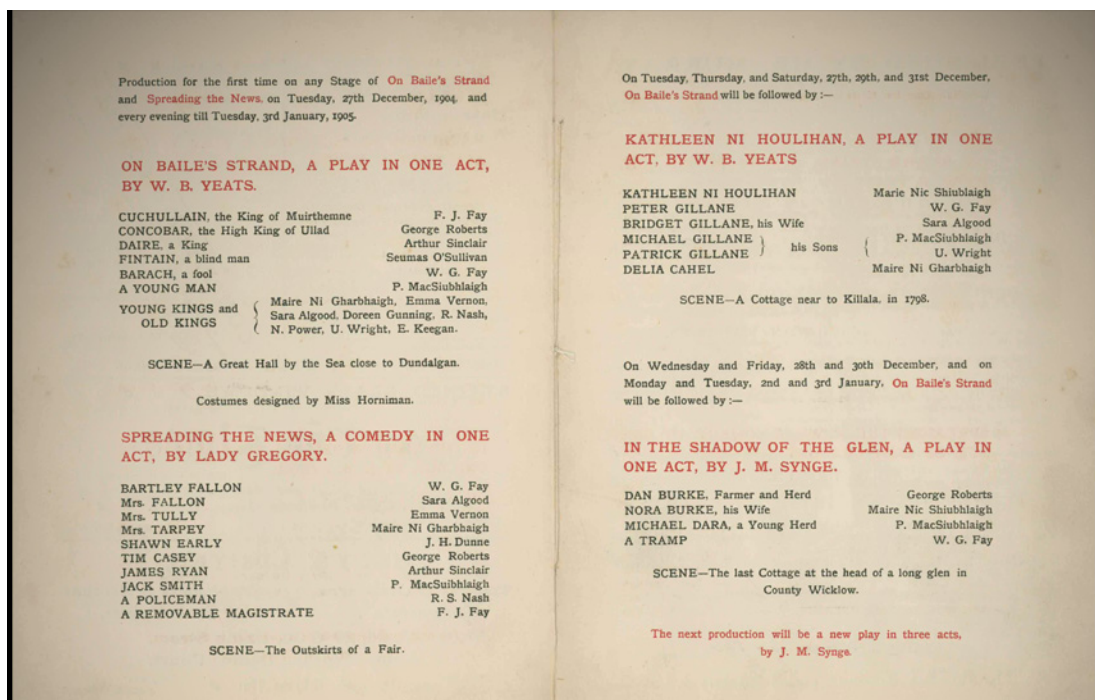 Production for the first time on any Stage of On Baile's Strand
and Spreading the News, on Tuesday, 27th December, 1904, and
every evening till Tuesday, 3rd January, 1905.
ON BAILE'S STRAND, A PLAY IN ONE ACT,
BY W. B. YEATS.
CUCHULLAIN, the King of Muirthemne F. J. Fay
CONCOBAR, the High King of Ullad George Roberts
DAIRE, a King Arthur Sinclair
FINTAIN, a blind man Seumas O'Sullivan
BARACH, a fool W. G. Fay
A YOUNG MAN P. MacSiubhlaigh
YOUNG KINGS and OLD KINGS { Maire Ni Gharbhaigh, Emma Vernon,
Sara Algood, Doreen Gunning, R. Nash,
N. Power, U. Wright, E. Keegan.
SCENE—A Great Hall by the Sea close to Dundalgan.
Costumes designed by Miss Horniman.
SPREADING THE NEWS, A COMEDY IN ONE
ACT, BY LADY GREGORY.
BARTLEY FALLON W. G. Fay
Mrs. FALLON Sara Algood
Mrs. TULLY Emma Vernon
Mrs. TARPEY Maire Ni Gharbhaigh
SHAWN EARLY J. H. Dunne
TIM CASEY George Roberts
JAMES RYAN Arthur Sinclair
JACK SMITH P. MacSuibhlaigh
A POLICEMAN R. S. Nash
A REMOVABLE MAGISTRATE F. J. Fay
SCENE—The Outskirts of a Fair.
On Tuesday, Thursday, and Saturday, 27th, 29th, and 31st December,
On Baile's Strand will be followed by :—
KATHLEEN NI HOULIHAN, A PLAY IN ONE
ACT, BY W. B. YEATS
KATHLEEN NI HOULIHAN Marie Nic Shiublaigh
PETER GILLANE W. G. Fay
BRIDGET GILLANE, his Wife Sara Algood
MICHAEL GILLANE } his Sons { P. MacSiubhlaigh
PATRICK GILLANE U. Wright
DELIA CAHEL Maire Ni Gharbhaigh
SCENE—A Cottage near to Killala, in 1798.
On Wednesday and Friday, 28th and 30th December, and on
Monday and Tuesday, 2nd and 3rd January, On Baile's Strand
will be followed by :—
IN THE SHADOW OF THE GLEN, A PLAY IN
ONE ACT, BY J. M. SYNGE.
DAN BURKE, Farmer and Herd George Roberts
NORA BURKE, his Wife Maire Nic Shiubhlaigh
MICHAEL DARA, a Young Herd P. MacSiubhlaigh
A TRAMP W. G. Fay
SCENE—The last Cottage at the head of a long glen in
County Wicklow.
The next production will be a new play in three acts,
by J. M. Synge.